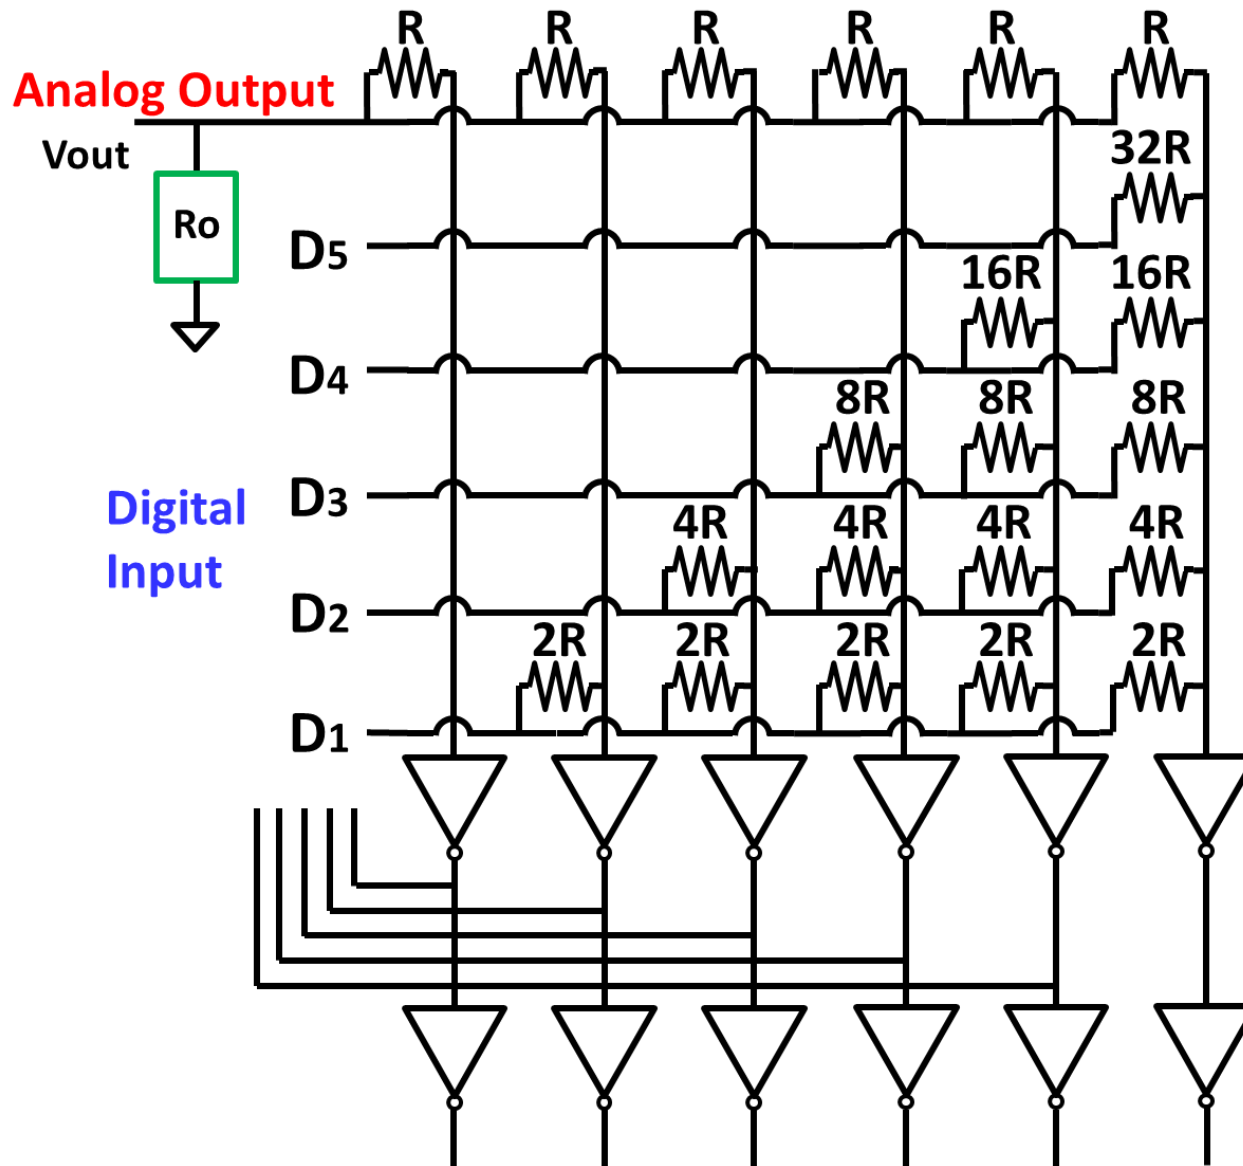 R R R R R R
Analog Output
Vout
32R
Ro
D5
16R 16R
D4
8R 8R 8R
Digital
Input
D3
4R 4R 4R 4R
D2
2R 2R 2R 2R 2R
D1